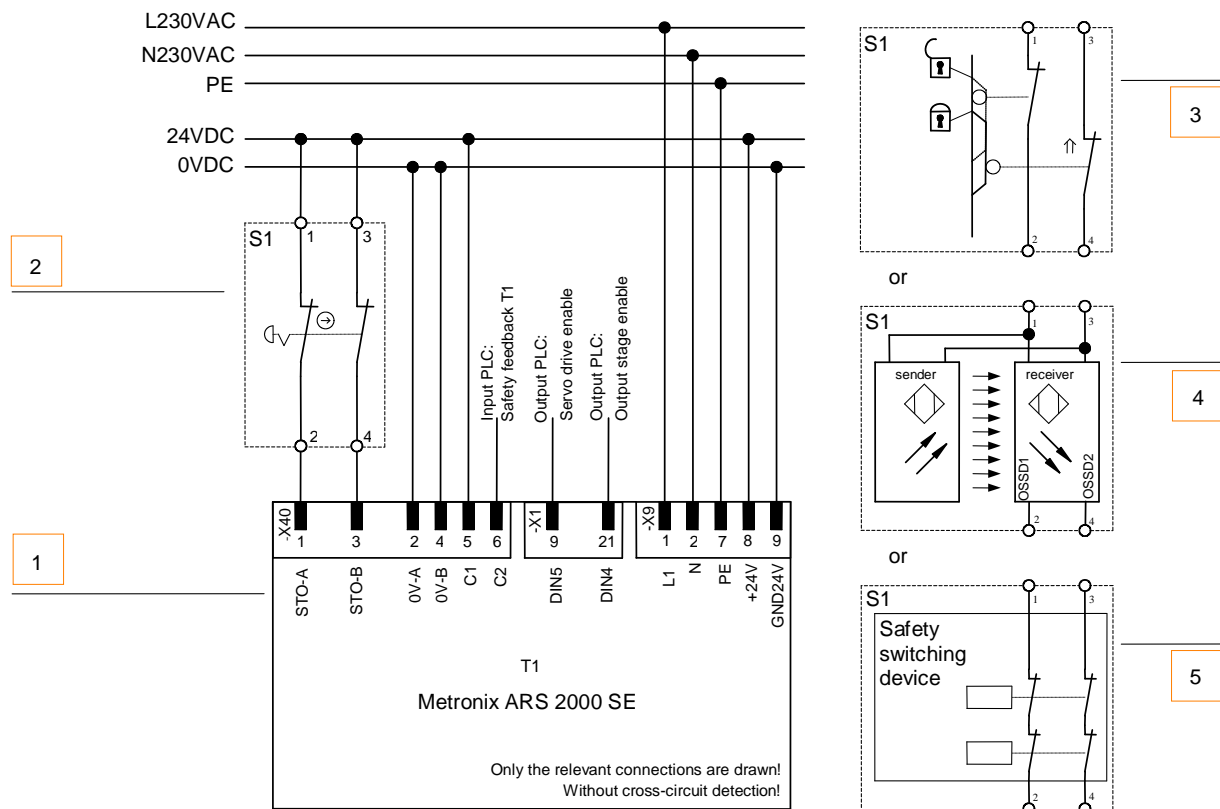 L230VAC
N230VAC
PE
24VDC
0VDC
S1
1
3
2
4
2
1
Input PLC:
Safety feedback T1
Output PLC:
Servo drive enable
Output PLC:
Output stage enable
-X40
1
3
2
4
5
6
-X1
9
21
-X9
1
2
7
8
9
STO-A
STO-B
0V-A
0V-B
C1
C2
DIN5
DIN4
L1
N
PE
+24V
GND24V
T1
Metronix ARS 2000 SE
Only the relevant connections are drawn!
Without cross-circuit detection!
S1
1
3
2
4
3
or
S1
1
3
sender
receiver
OSSD1
OSSD2
2
4
4
or
S1
1
3
Safety
switching
device
2
4
5